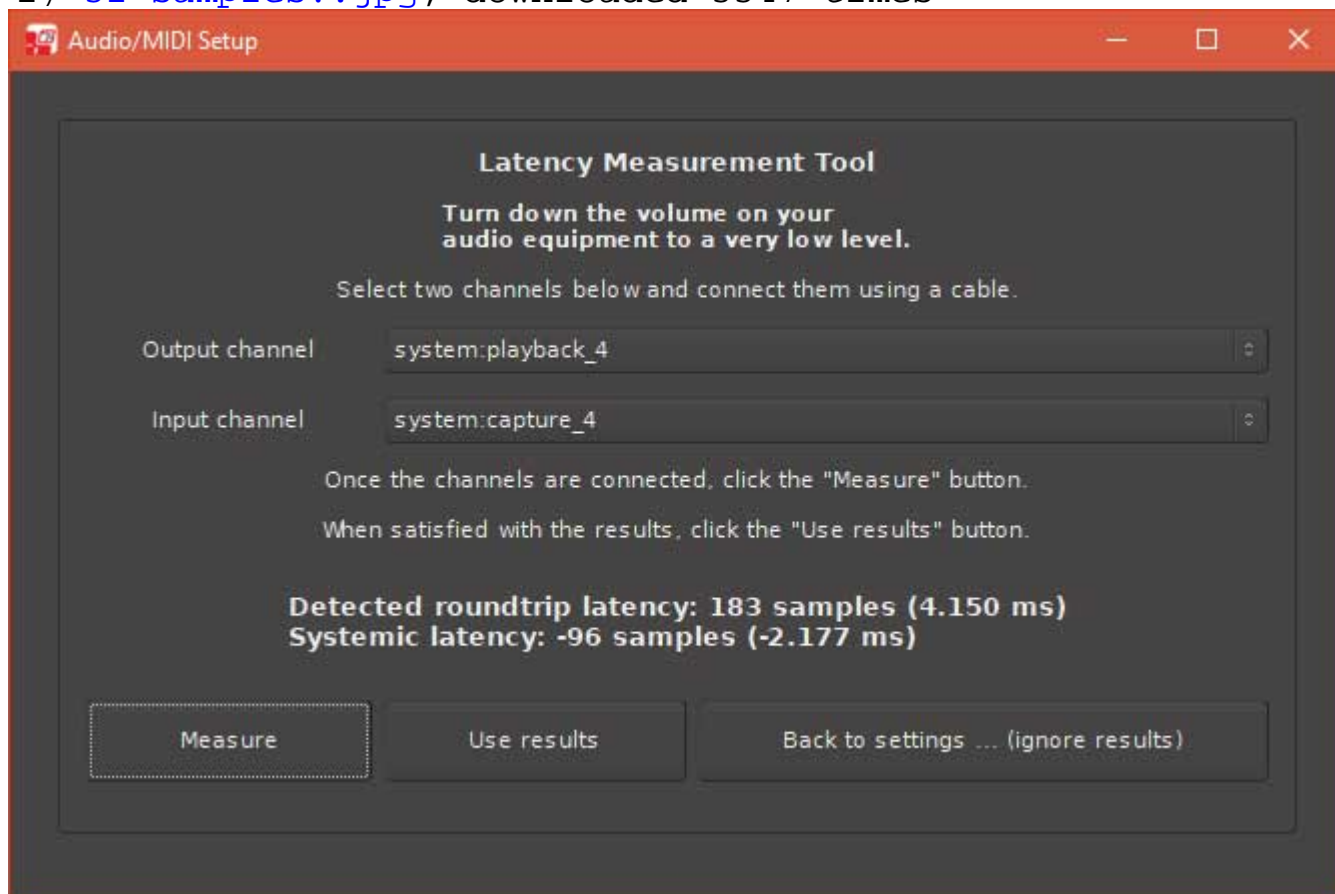 Audio/MIDI Setup
Latency Measurement Tool
Turn down the volume on your
audio equipment to a very low level.
Select two channels below and connect them using a cable.
Output channel system:playback_4
Input channel system:capture_4
Once the channels are connected, click the "Measure" button.
When satisfied with the results, click the "Use results" button.
Detected roundtrip latency: 183 samples (4.150 ms)
Systemic latency: -96 samples (-2.177 ms)
Measure Use results Back to settings ... (ignore results)